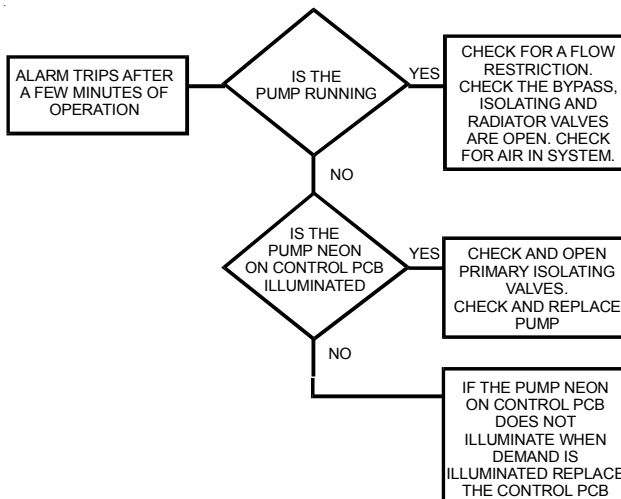 ALARM TRIPS AFTER
A FEW MINUTES OF
OPERATION
IS THE
PUMP RUNNING
YES
CHECK FOR A FLOW
RESTRICTION.
CHECK THE BYPASS,
ISOLATING AND
RADIATOR VALVES
ARE OPEN. CHECK
FOR AIR IN SYSTEM.
NO
IS THE
PUMP NEON
ON CONTROL PCB
ILLUMINATED
YES
CHECK AND OPEN
PRIMARY ISOLATING
VALVES.
CHECK AND REPLACE
PUMP
NO
IF THE PUMP NEON
ON CONTROL PCB
DOES NOT
ILLUMINATE WHEN
DEMAND IS
ILLUMINATED REPLACE
THE CONTROL PCB